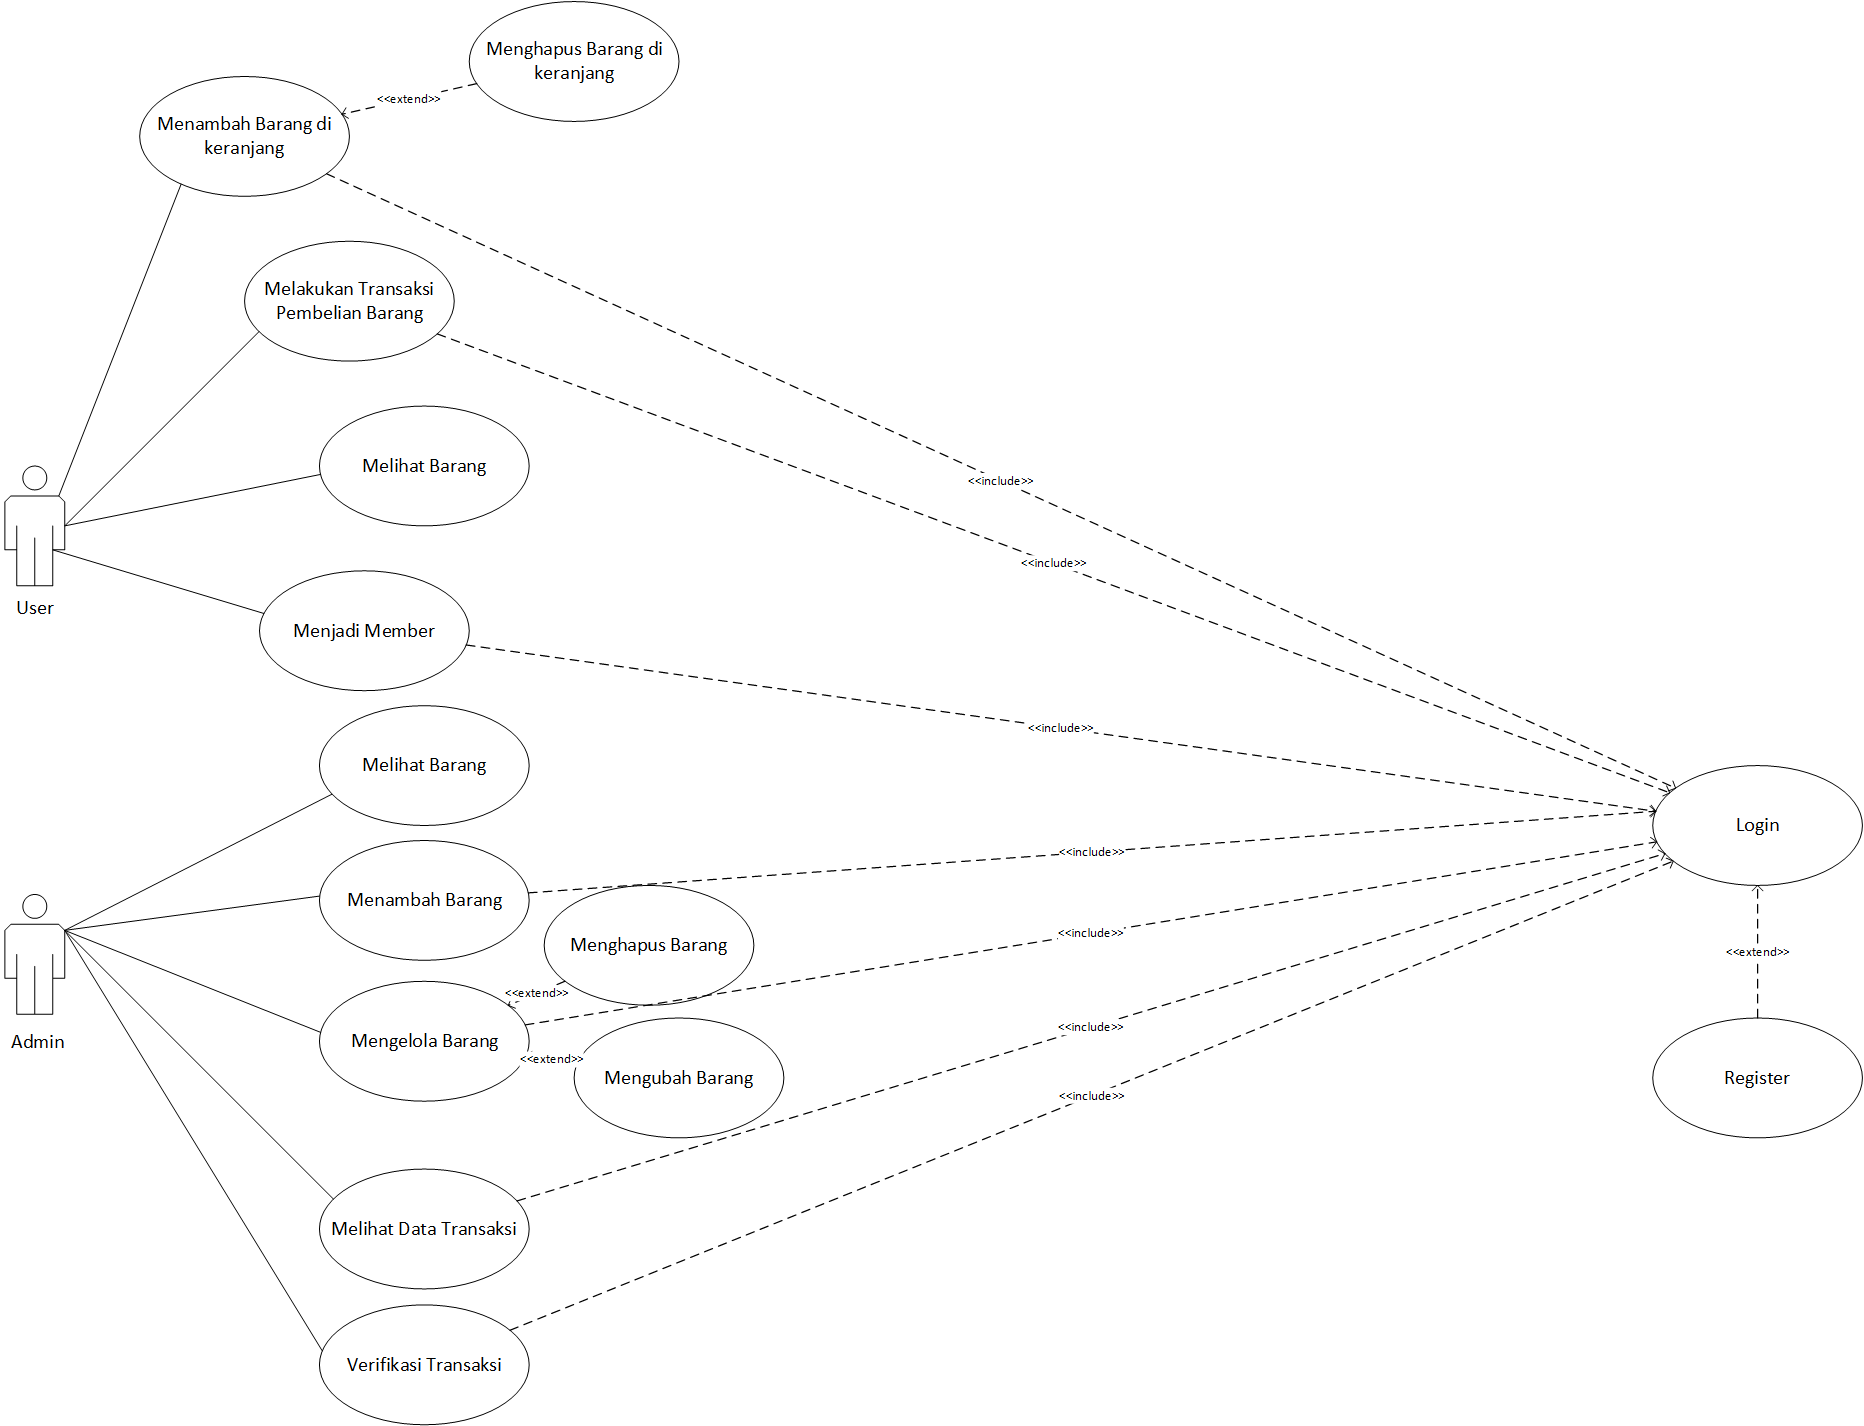 Menghapus Barang di
keranjang
<<extend>>
Menambah Barang di
keranjang
Melakukan Transaksi
Pembelian Barang
Melihat Barang
<<include>>
<<include>>
User
Menjadi Member
<<include>>
Melihat Barang
Login
<<include>>
Menambah Barang
<<include>>
Menghapus Barang
<<extend>>
<<extend>>
Admin
Mengelola Barang
<<include>>
<<extend>>
Mengubah Barang
Register
<<include>>
Melihat Data Transaksi
Verifikasi Transaksi